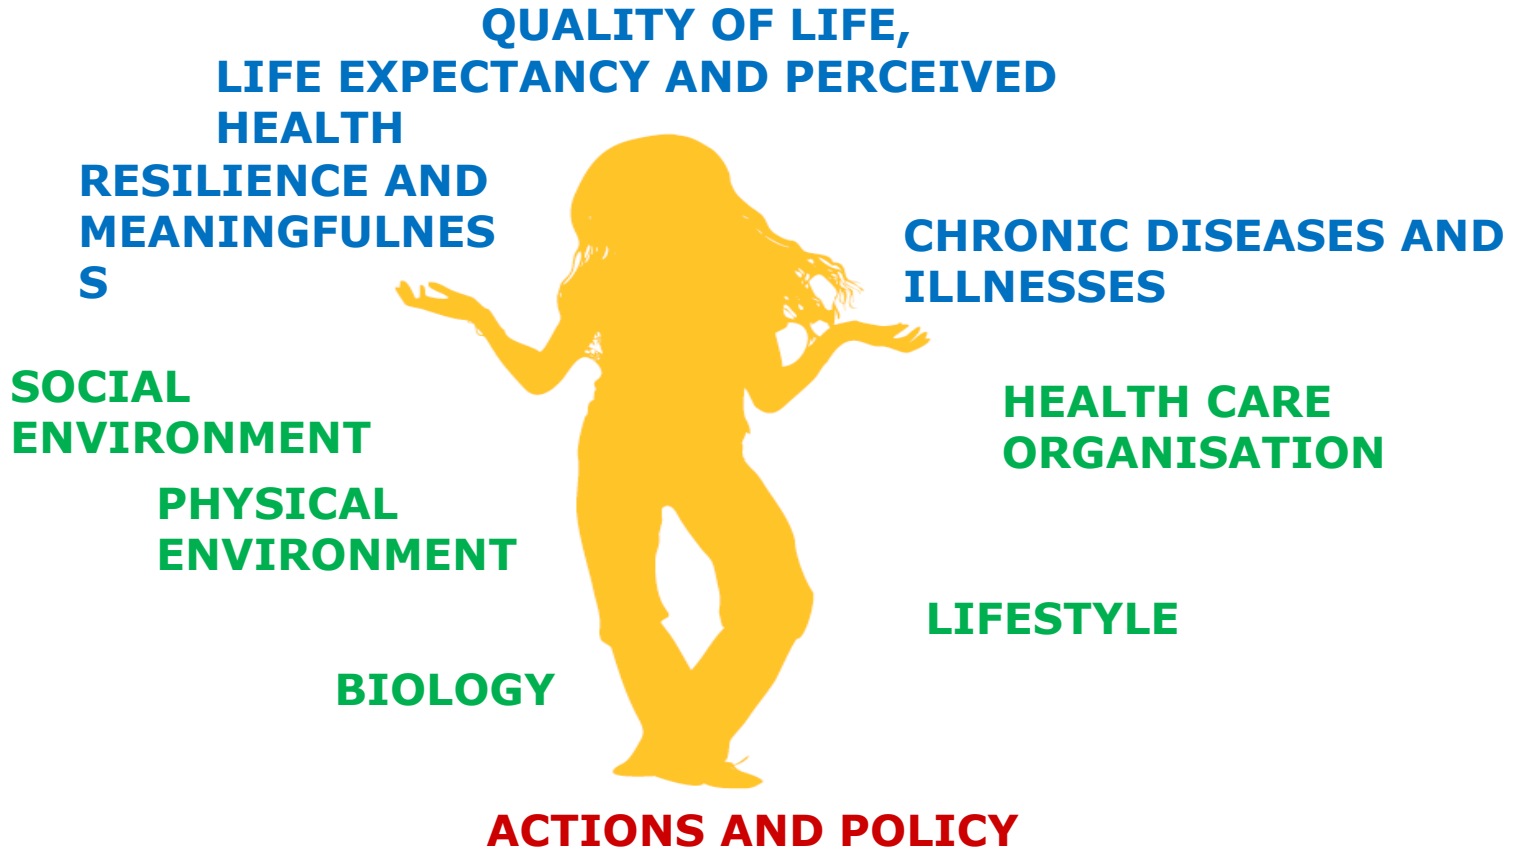 QUALITY OF LIFE,
LIFE EXPECTANCY AND PERCEIVED
HEALTH
RESILIENCE AND
MEANINGFULNES
S
CHRONIC DISEASES AND
ILLNESSES
SOCIAL
ENVIRONMENT
HEALTH CARE
ORGANISATION
PHYSICAL
ENVIRONMENT
LIFESTYLE
BIOLOGY
ACTIONS AND POLICY